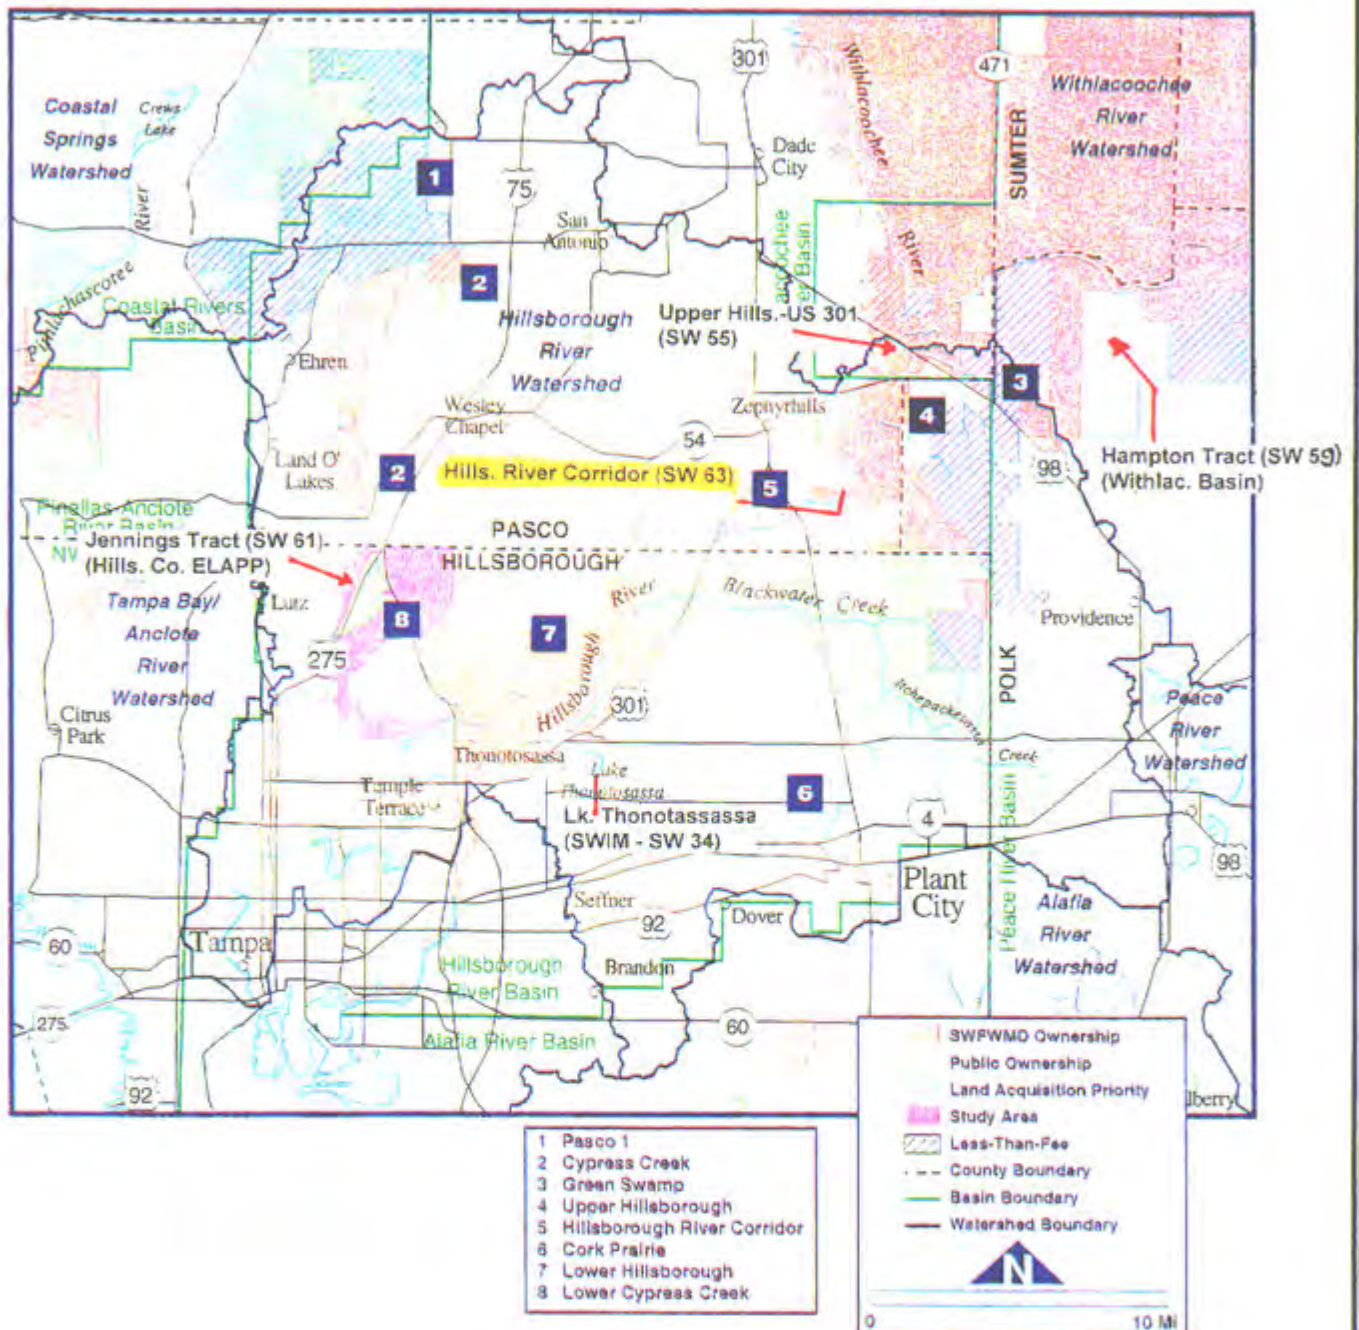 301
471
Withlacoochee
Withlacoochee
River
Watershed
Coastal
Springs
Watershed
Crews
Lake
River
SUMTER
Dade
City
1
75
San
Antonio
River
2
Coastal Rivers
Basin
Upper Hills.-US 301
(SW 55)
Hillsborough
River
Watershed
Ehren
3
Wesley
Chapel
Zephyrhills
4
54
Land O'
Lakes
2
Hills. River Corridor (SW 63)
5
98
Hampton Tract (SW 59)
(Withlac. Basin)
Pinellas-Anclote
River Basin
PASCO
Jennings Tract (SW 61)
(Hills. Co. ELAPP)
HILLSBOROUGH
River
Blackwater Creek
Tampa Bay/
Anclote
River
Watershed
Lutz
8
7
Providence
275
POLK
Hillsborough
301
Peace
River
Watershed
Citrus
Park
Creek
Thonotosassa
Lake
Thonotosassa
Temple
Terrace
6
Lk. Thonotassassa
(SWIM - SW 34)
4
98
Plant
City
Peace River Basin
Seffner
92
Dover
Alafia
River
Watershed
60
Tampa
Hillsborough
River Basin
Brandon
275
60
Alafia River Basin
92
lberry
SWFWMD Ownership
Public Ownership
Land Acquisition Priority
Study Area
Less-Than-Fee
County Boundary
Basin Boundary
Watershed Boundary
N
0 10 Mi
1 Pasco 1
2 Cypress Creek
3 Green Swamp
4 Upper Hillsborough
5 Hillsborough River Corridor
6 Cork Prairie
7 Lower Hillsborough
8 Lower Cypress Creek